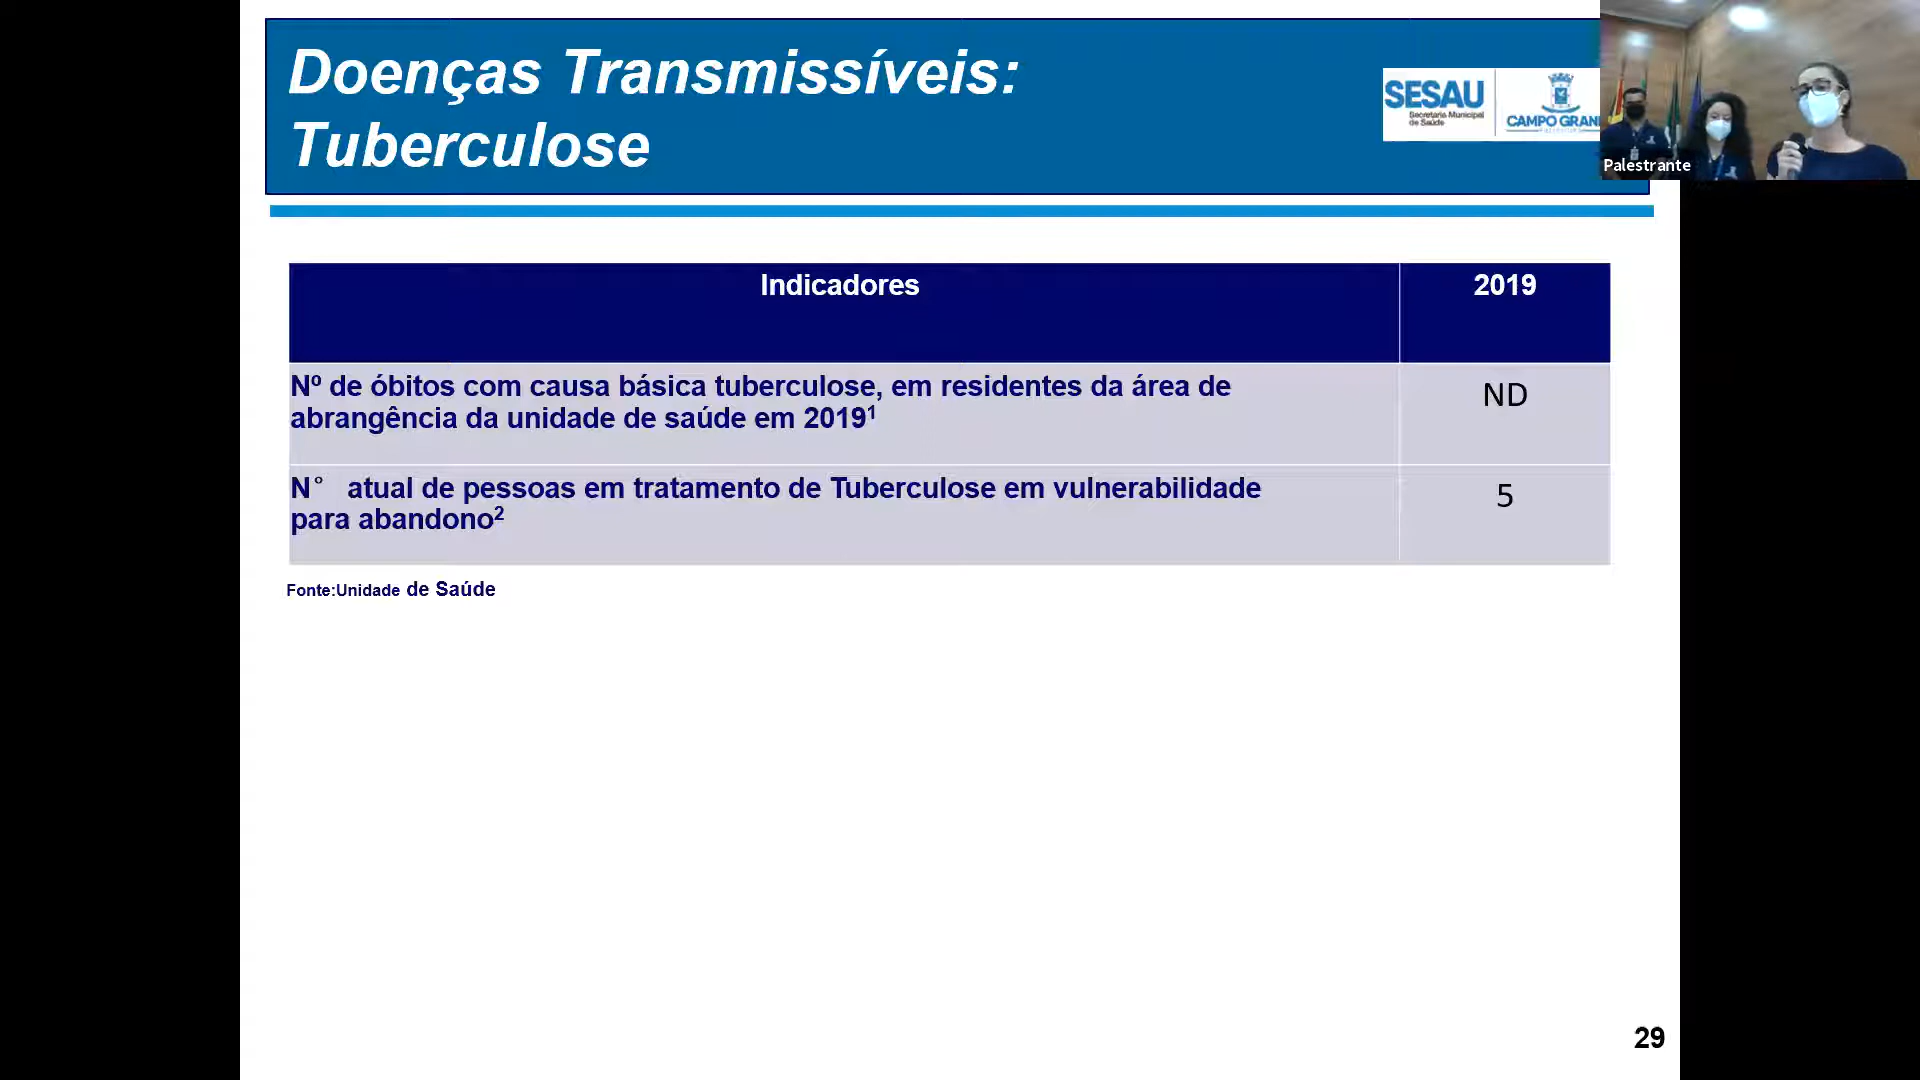 Doenças Transmissíveis:
Tuberculose
SESAU
Secretaria Municipal
de Saúde
CAMPO GRAN
Palestrante
Indicadores
2019
Nº de óbitos com causa básica tuberculose, em residentes da área de
abrangência da unidade de saúde em 2019¹
ND
N° atual de pessoas em tratamento de Tuberculose em vulnerabilidade
para abandono²
5
Fonte:Unidade de Saúde
29